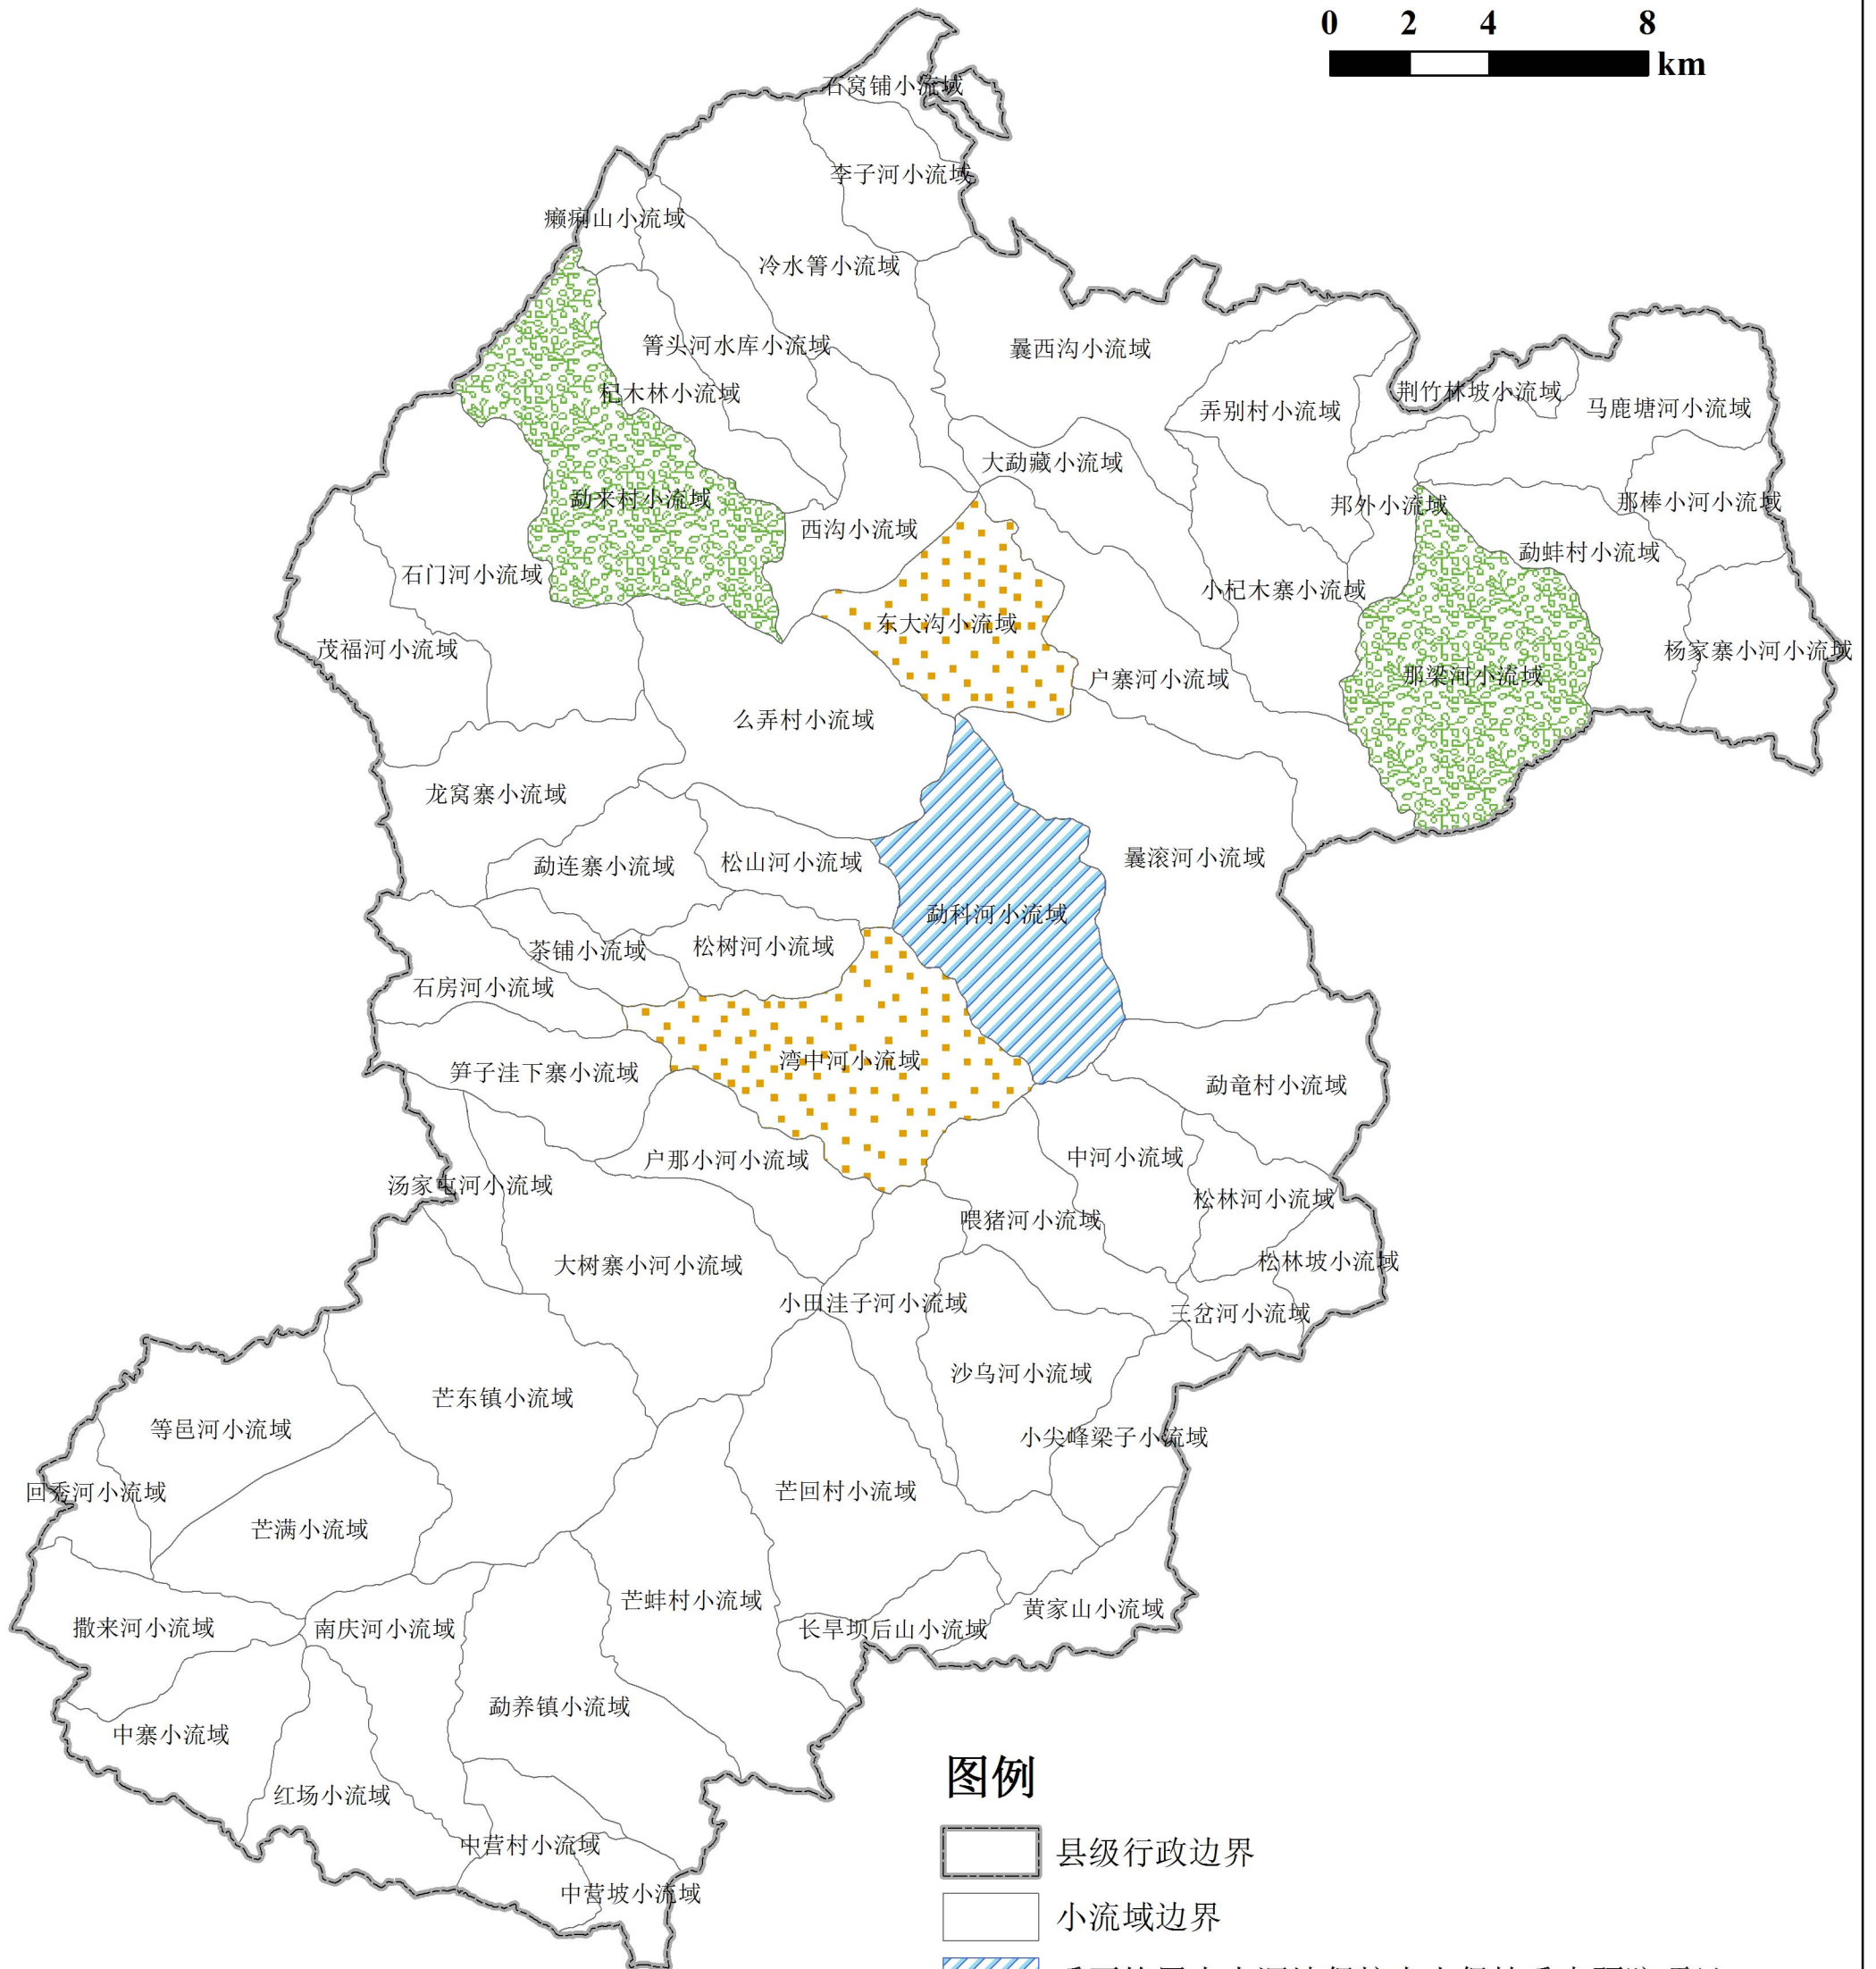 0 2 4 8
km
石窝铺小流域
李子河小流域
癞痢山小流域
冷水箐小流域
箐头河水库小流域
曩西沟小流域
杞木林小流域
弄别村小流域
荆竹林坡小流域
马鹿塘河小流域
大勐藏小流域
勐来村小流域
西沟小流域
邦外小流域
那棒小河小流域
勐蚌村小流域
石门河小流域
小杞木寨小流域
东大沟小流域
茂福河小流域
杨家寨小河小流域
户寨河小流域
那梁河小流域
么弄村小流域
龙窝寨小流域
勐连寨小流域
松山河小流域
曩滚河小流域
勐科河小流域
茶铺小流域
松树河小流域
石房河小流域
湾中河小流域
笋子洼下寨小流域
勐竜村小流域
户那小河小流域
中河小流域
汤家屯河小流域
松林河小流域
喂猪河小流域
大树寨小河小流域
松林坡小流域
小田洼子河小流域
三岔河小流域
沙乌河小流域
芒东镇小流域
等邑河小流域
小尖峰梁子小流域
回秀河小流域
芒回村小流域
芒满小流域
芒蚌村小流域
黄家山小流域
撒来河小流域
南庆河小流域
长旱坝后山小流域
勐养镇小流域
中寨小流域
红场小流域
中营村小流域
中营坡小流域
图例
县级行政边界
小流域边界